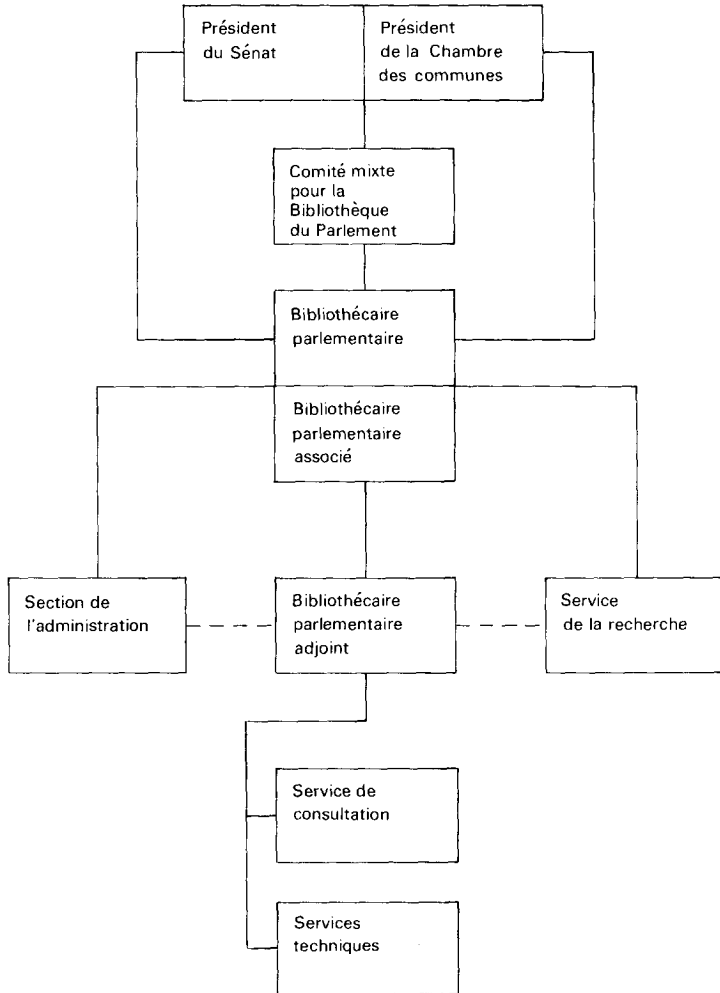 Président
du Sénat
Président
de la Chambre
des communes
Comité mixte
pour la
Bibliothèque
du Parlement
Bibliothécaire
parlementaire
Bibliothécaire
parlementaire
associé
Section de
l'administration
Bibliothécaire
parlementaire
adjoint
Service
de la recherche
Service de
consultation
Services
techniques